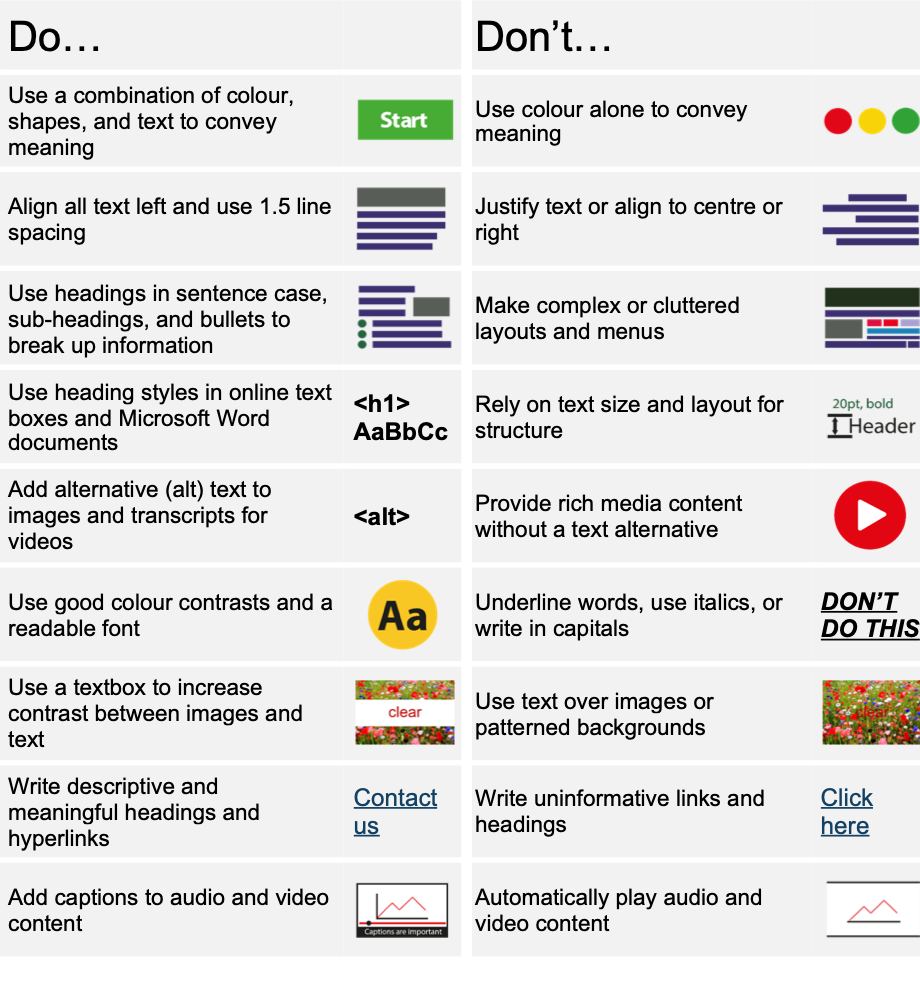 Do…
Don’t…
Use a combination of colour,
shapes, and text to convey
meaning
Start
Use colour alone to convey
meaning
Align all text left and use 1.5 line
spacing
Justify text or align to centre or
right
Use headings in sentence case,
sub-headings, and bullets to
break up information
Make complex or cluttered
layouts and menus
Use heading styles in online text
boxes and Microsoft Word
documents
<h1>
AaBbCc
Rely on text size and layout for
structure
20pt, bold
Header
Add alternative (alt) text to
images and transcripts for
videos
<alt>
Provide rich media content
without a text alternative
Use good colour contrasts and a
readable font
Aa
Underline words, use italics, or
write in capitals
DON’T
DO THIS
Use a textbox to increase
contrast between images and
text
clear
Use text over images or
patterned backgrounds
clear
Write descriptive and
meaningful headings and
hyperlinks
Contact
us
Write uninformative links and
headings
Click
here
Add captions to audio and video
content
Captions are important
Automatically play audio and
video content